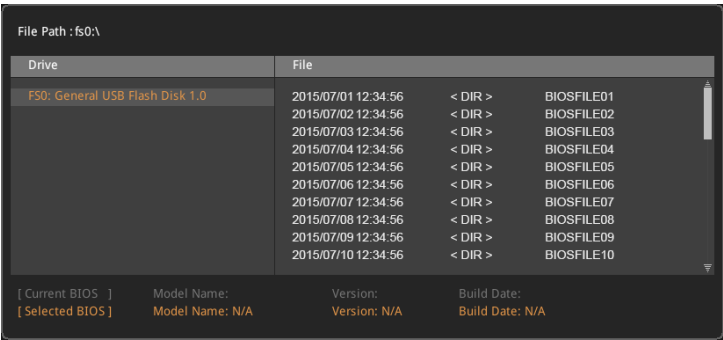 File Path : fs0:\
Drive File
FS0: General USB Flash Disk 1.0
2015/07/01 12:34:56 < DIR > BIOSFILE01
2015/07/02 12:34:56 < DIR > BIOSFILE02
2015/07/03 12:34:56 < DIR > BIOSFILE03
2015/07/04 12:34:56 < DIR > BIOSFILE04
2015/07/05 12:34:56 < DIR > BIOSFILE05
2015/07/06 12:34:56 < DIR > BIOSFILE06
2015/07/07 12:34:56 < DIR > BIOSFILE07
2015/07/08 12:34:56 < DIR > BIOSFILE08
2015/07/09 12:34:56 < DIR > BIOSFILE09
2015/07/10 12:34:56 < DIR > BIOSFILE10
[ Current BIOS ] Model Name: Version: Build Date:
[ Selected BIOS ] Model Name: N/A Version: N/A Build Date: N/A